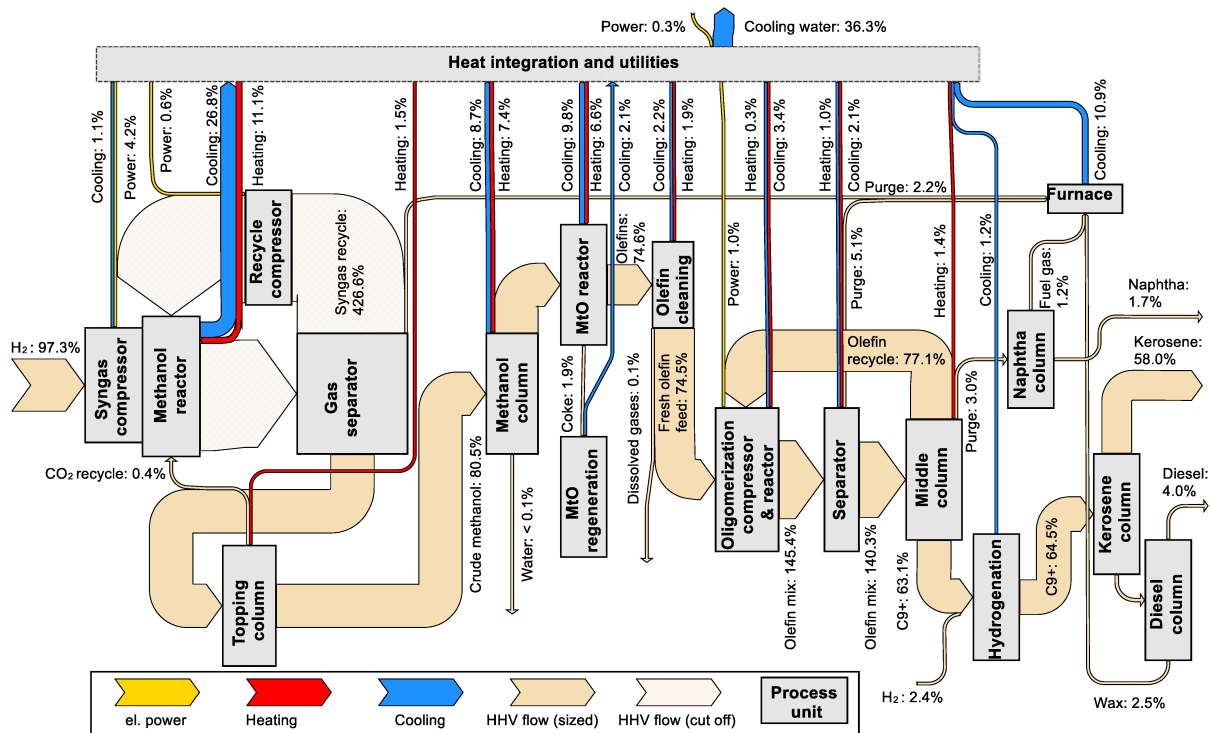 Power: 0.3%
Cooling water: 36.3%
Heat integration and utilities
Cooling: 1.1%
Power: 4.2%
Power: 0.6%
Cooling: 26.8%
Heating: 11.1%
Heating: 1.5%
Cooling: 8.7%
Heating: 7.4%
Cooling: 9.8%
Heating: 6.6%
Cooling: 2.1%
Cooling: 2.2%
Heating: 1.9%
Power: 1.0%
Heating: 0.3%
Cooling: 3.4%
Heating: 1.0%
Cooling: 2.1%
Purge: 2.2%
Purge: 5.1%
Heating: 1.4%
Cooling: 1.2%
Cooling: 10.9%
Furnace
Recycle
compressor
Syngas recycle:
426.6%
MtO reactor
Olefins:
74.6%
Olefin
cleaning
Fuel gas:
1.2%
Naphtha:
1.7%
Kerosene:
58.0%
H₂: 97.3%
Syngas
compressor
Methanol
reactor
Gas
separator
Methanol
column
Coke: 1.9%
Dissolved gases: 0.1%
Fresh olefin
feed: 74.5%
Olefin
recycle: 77.1%
Purge: 3.0%
Naphtha
column
CO₂ recycle: 0.4%
Crude methanol: 80.5%
Water: < 0.1%
MtO
regeneration
Oligomerization
compressor
& reactor
Olefin mix: 145.4%
Separator
Olefin mix: 140.3%
Middle
column
C9+: 63.1%
Hydrogenation
C9+: 64.5%
Kerosene
column
Diesel:
4.0%
Diesel
column
Topping
column
H₂: 2.4%
Wax: 2.5%
el. power
Heating
Cooling
HHV flow (sized)
HHV flow (cut off)
Process
unit